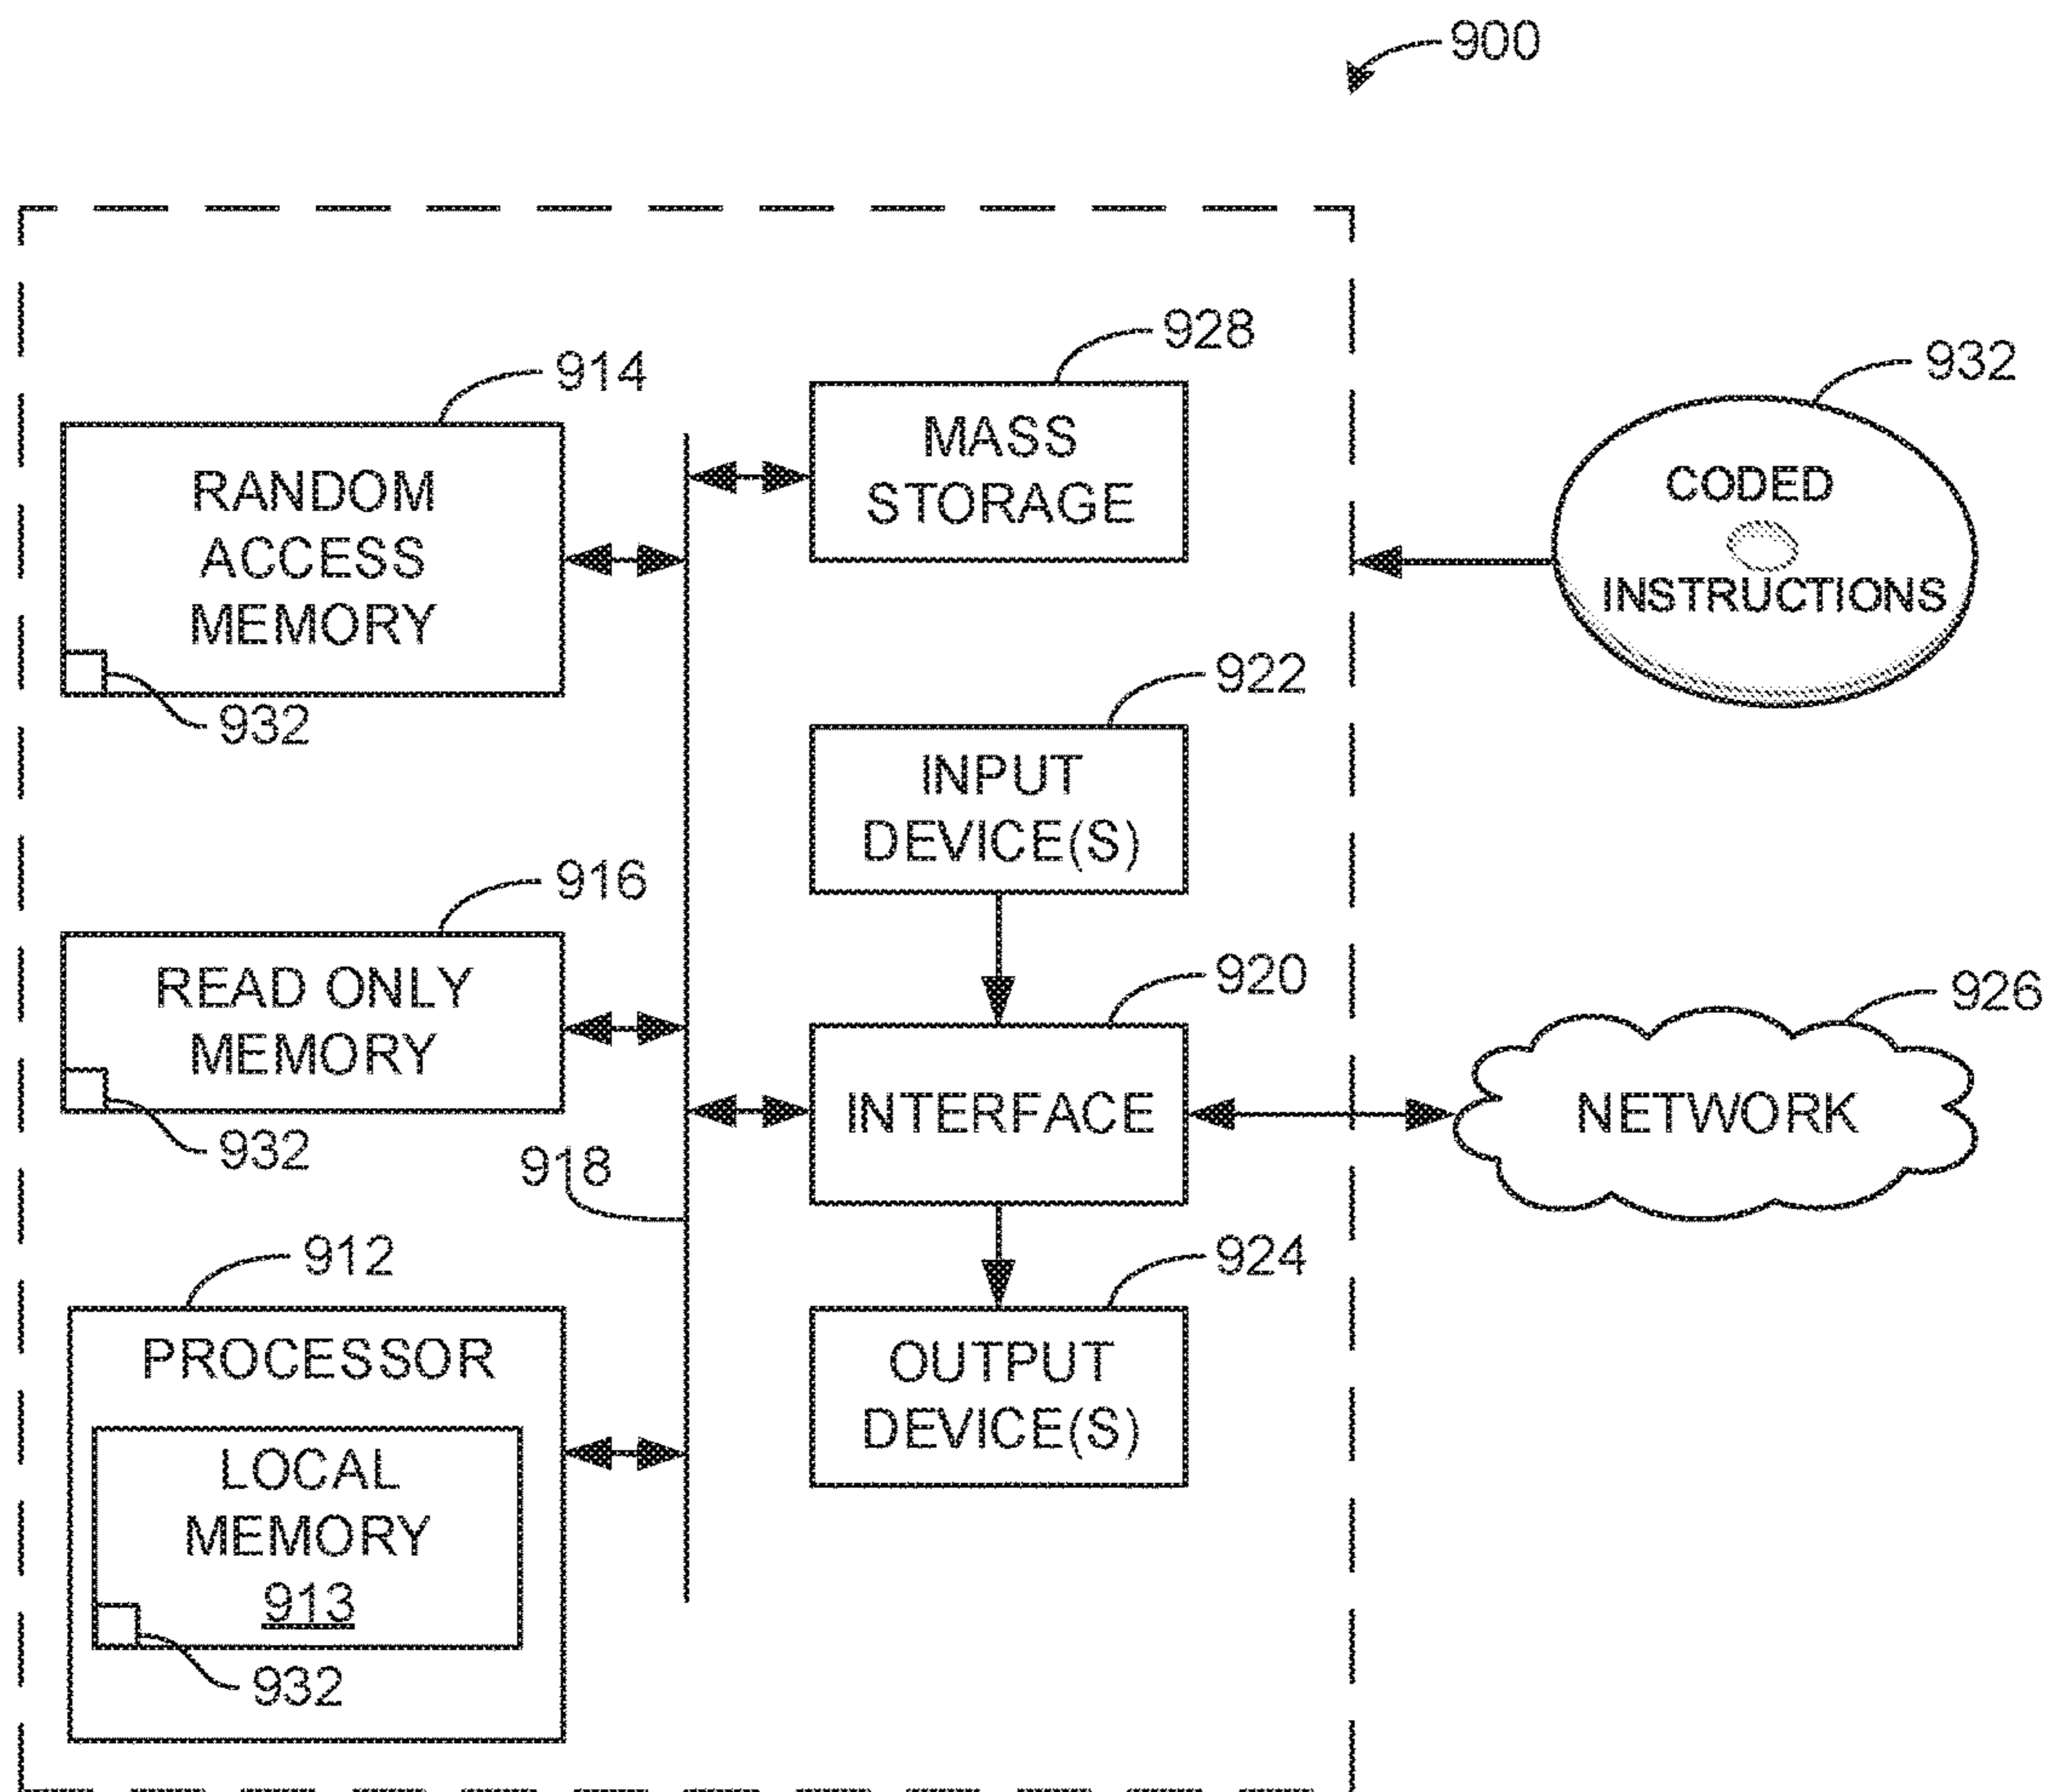 900
928
914
932
MASS
STORAGE
RANDOM
ACCESS
MEMORY
932
CODED
INSTRUCTIONS
922
INPUT
DEVICE(S)
916
READ ONLY
MEMORY
932
920
INTERFACE
926
NETWORK
918
912
PROCESSOR
LOCAL
MEMORY
913
932
924
OUTPUT
DEVICE(S)